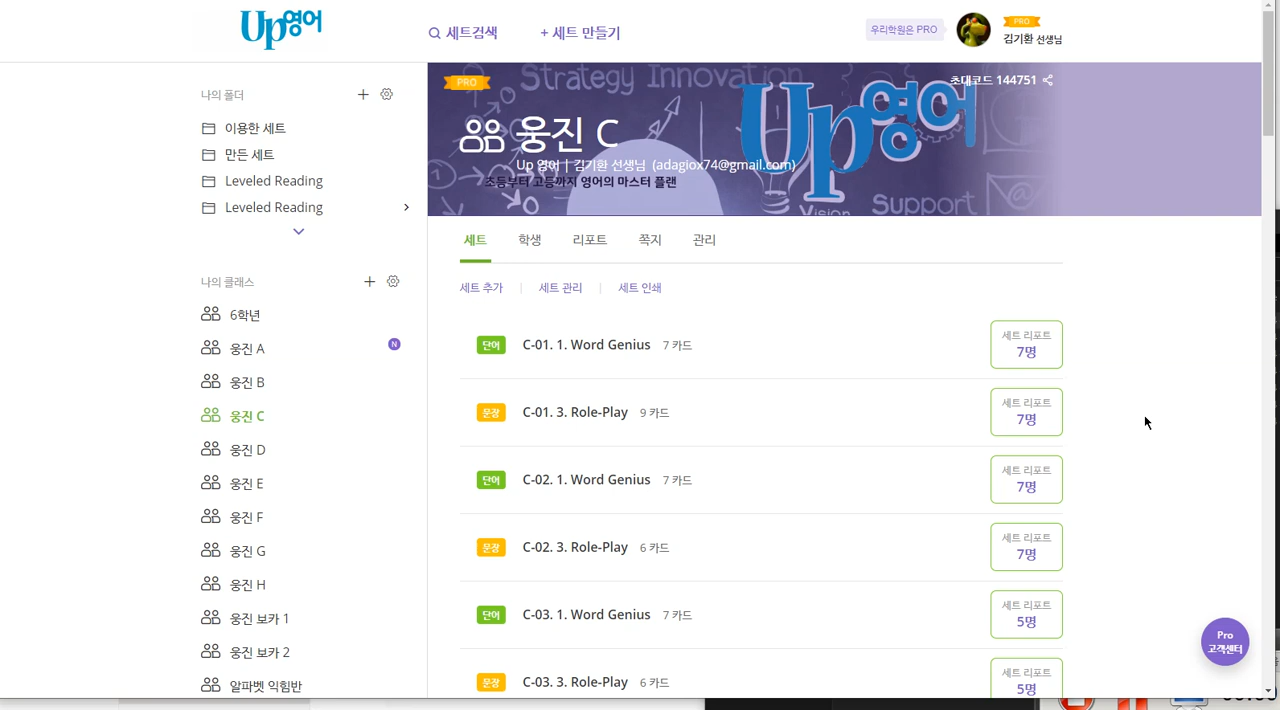 Up영어
세트검색
+ 세트 만들기
우리학원은 PRO
PRO
김기환 선생님
나의 폴더
이용한 세트
만든 세트
Leveled Reading
Leveled Reading
나의 클래스
6학년
웅진 A
N
웅진 B
웅진 C
웅진 D
웅진 E
웅진 F
웅진 G
웅진 H
웅진 보카 1
웅진 보카 2
알파벳 익힘반
PRO
Strategy Innovation
초대코드 144751
웅진 C
Up영어
Up 영어 | 김기환 선생님 (adagiox74@gmail.com)
초등부터 고등까지 영어의 마스터 플랜
Vision
Support
세트
학생
리포트
쪽지
관리
세트 추가
세트 관리
세트 인쇄
단어 C-01. 1. Word Genius 7 카드
세트 리포트
7명
문장 C-01. 3. Role-Play 9 카드
세트 리포트
7명
단어 C-02. 1. Word Genius 7 카드
세트 리포트
7명
문장 C-02. 3. Role-Play 6 카드
세트 리포트
7명
단어 C-03. 1. Word Genius 7 카드
세트 리포트
5명
문장 C-03. 3. Role-Play 6 카드
세트 리포트
5명
Pro
고객센터